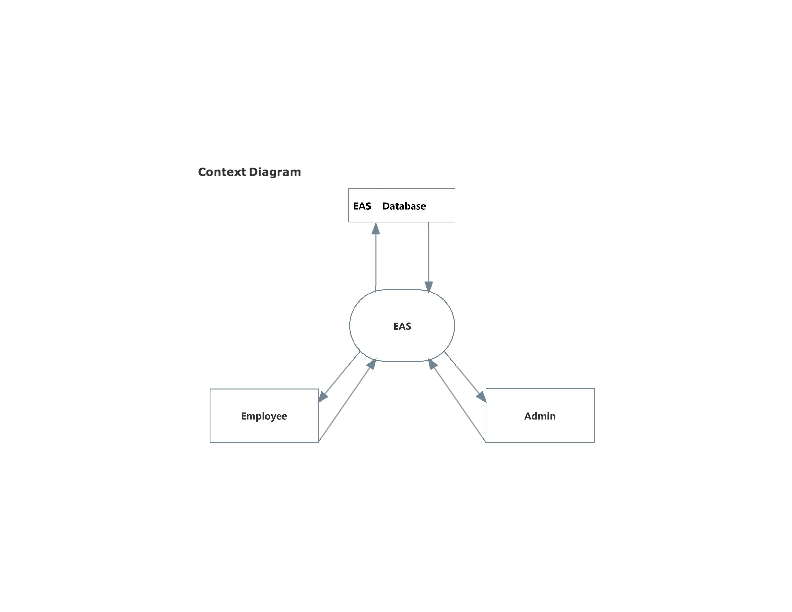 Context Diagram
EAS Database
EAS
Employee
Admin